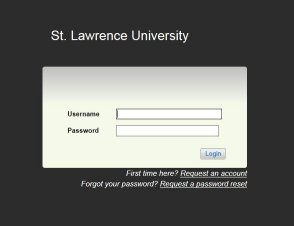 St. Lawrence University
Username
Password
Login
First time here? Request an account
Forgot your password? Request a password reset